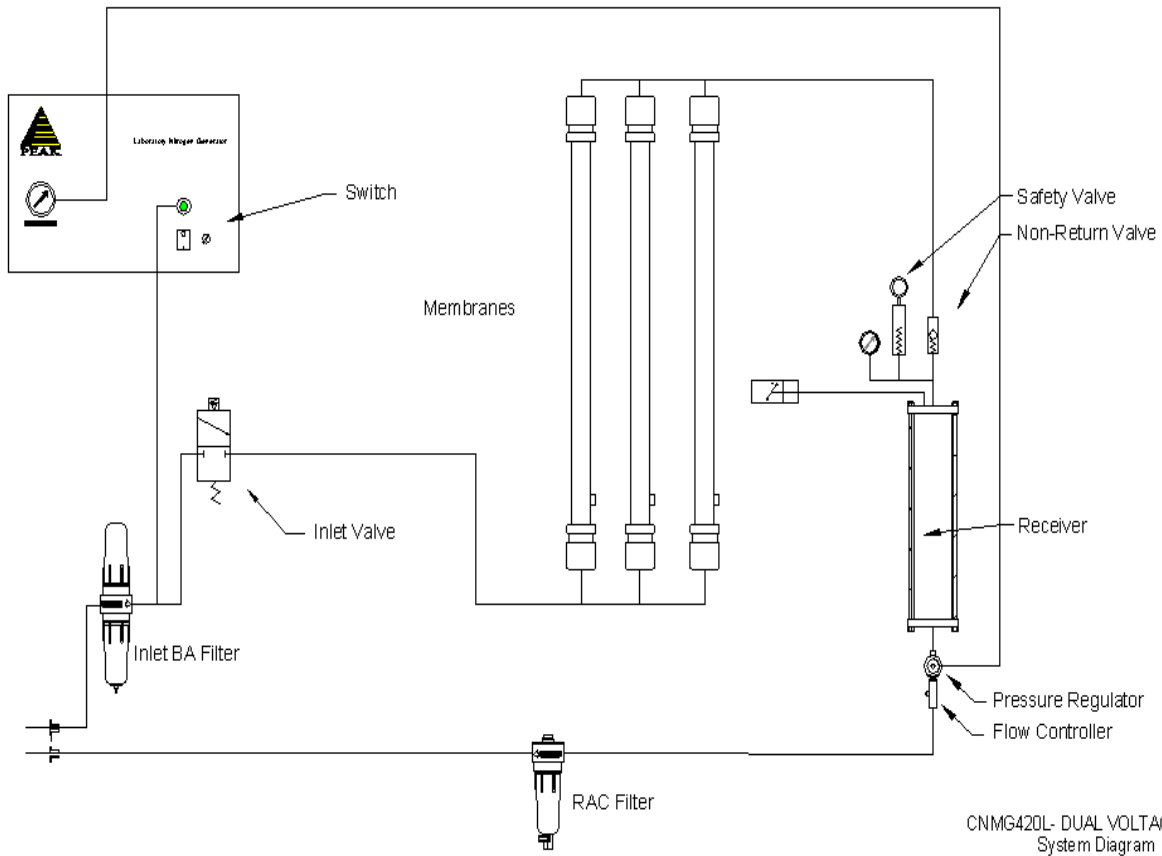 PEAK
Laboratory Nitrogen Generator
Switch
Safety Valve
Non-Return Valve
Membranes
Inlet Valve
Receiver
Inlet BA Filter
Pressure Regulator
Flow Controller
RAC Filter
CNMG420L- DUAL
System Diagram